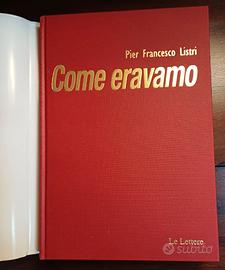 Pier Francesco Listri
Come eravamo
Le Lettere
subito